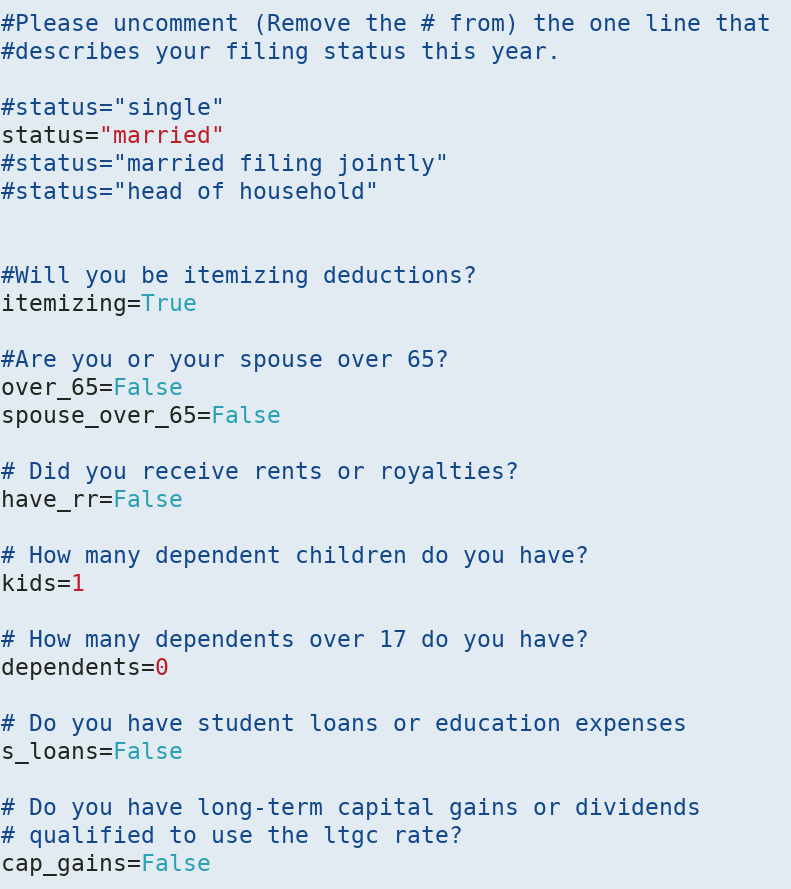 #Please uncomment (Remove the # from) the one line that
#describes your filing status this year.
#status="single"
status="married"
#status="married filing jointly"
#status="head of household"
#Will you be itemizing deductions?
itemizing=True
#Are you or your spouse over 65?
over_65=False
spouse_over_65=False
# Did you receive rents or royalties?
have_rr=False
# How many dependent children do you have?
kids=1
# How many dependents over 17 do you have?
dependents=0
# Do you have student loans or education expenses
s_loans=False
# Do you have long-term capital gains or dividends
# qualified to use the ltgc rate?
cap_gains=False